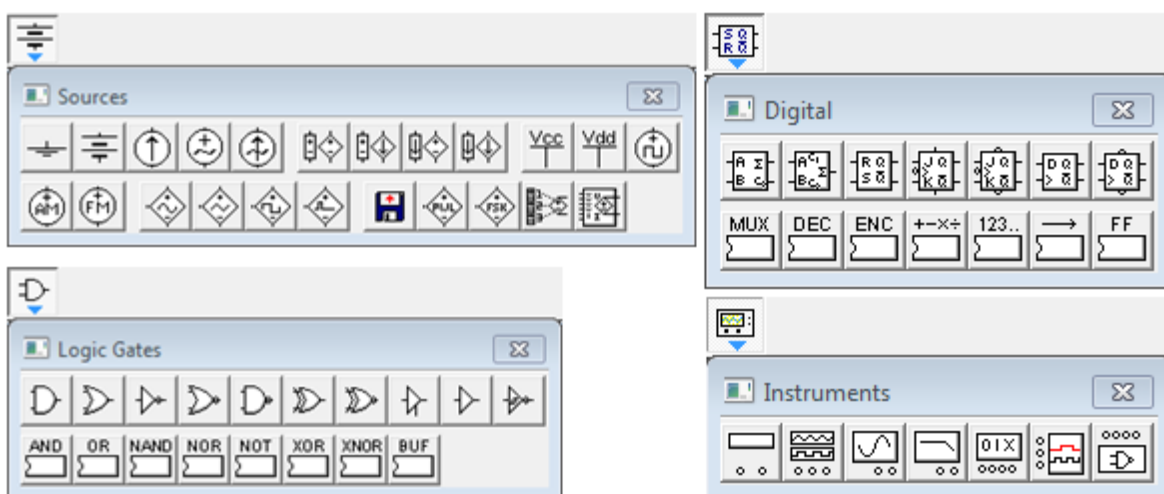 Sources
Vcc Vdd
AM FM PUL FSK
Logic Gates
AND OR NAND NOR NOT XOR XNOR BUF
S Q
R Q
Digital
A Σ
B C
R Q
S Q
J Q
K Q
J Q
K Q
D Q
> Q
D Q
> Q
MUX DEC ENC +-×÷ 123.. FF
Instruments
01X